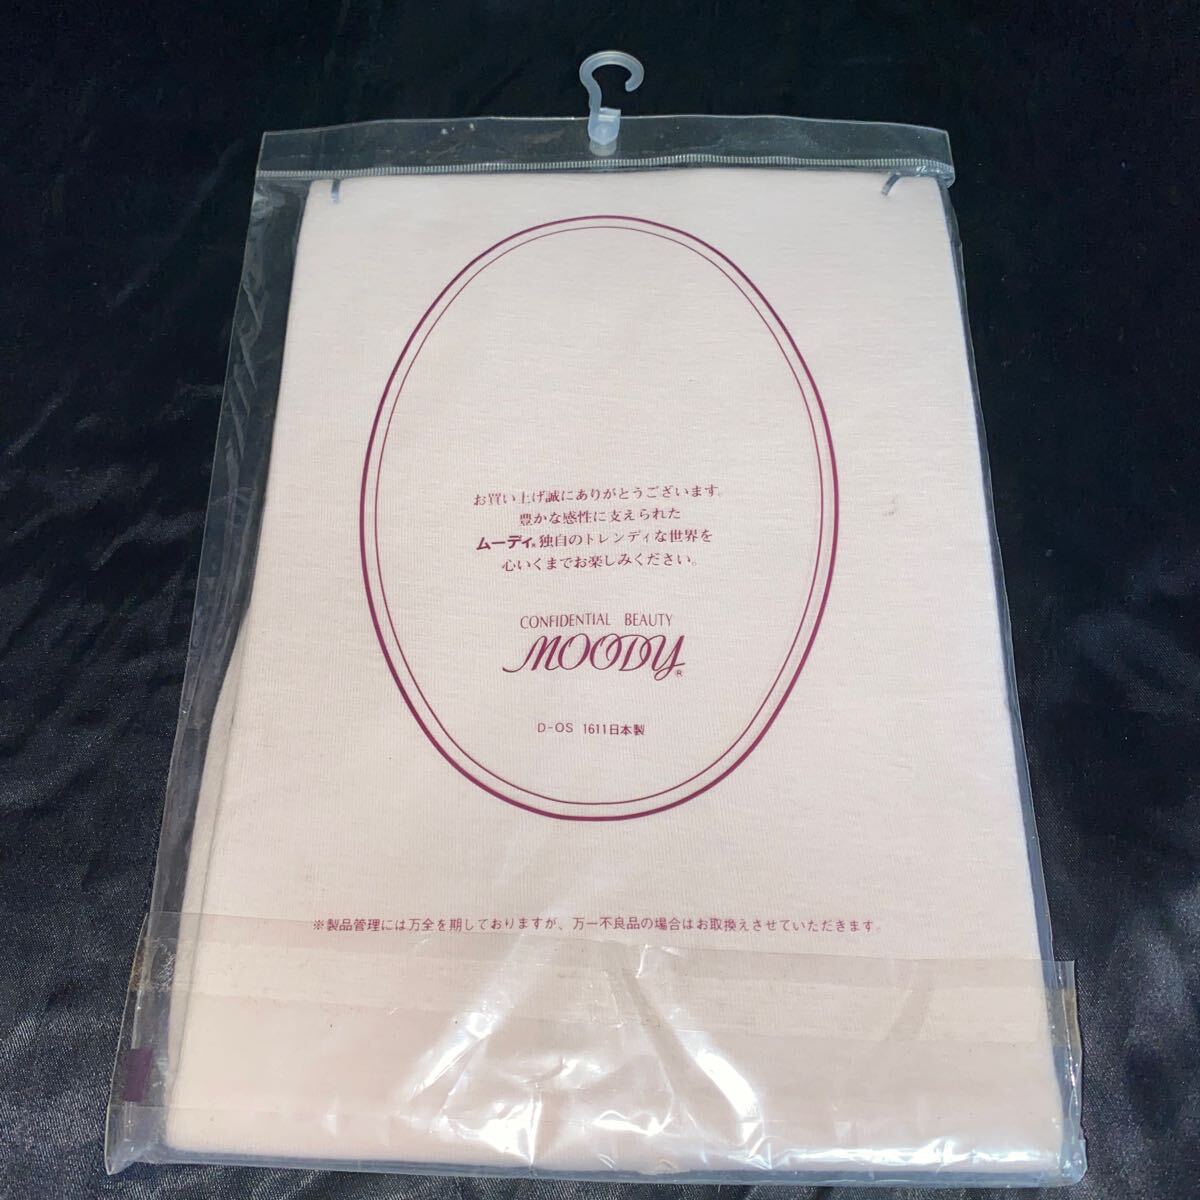 お買い上げ誠にありがとうございます。
豊かな感性に支えられた
ムーディ®独自のトレンディな世界を
心いくまでお楽しみください。
CONFIDENTIAL BEAUTY
MOODY®
D-OS 1611日本製
※製品管理には万全を期しておりますが、万一不良品の場合はお取換えさせていただきます。